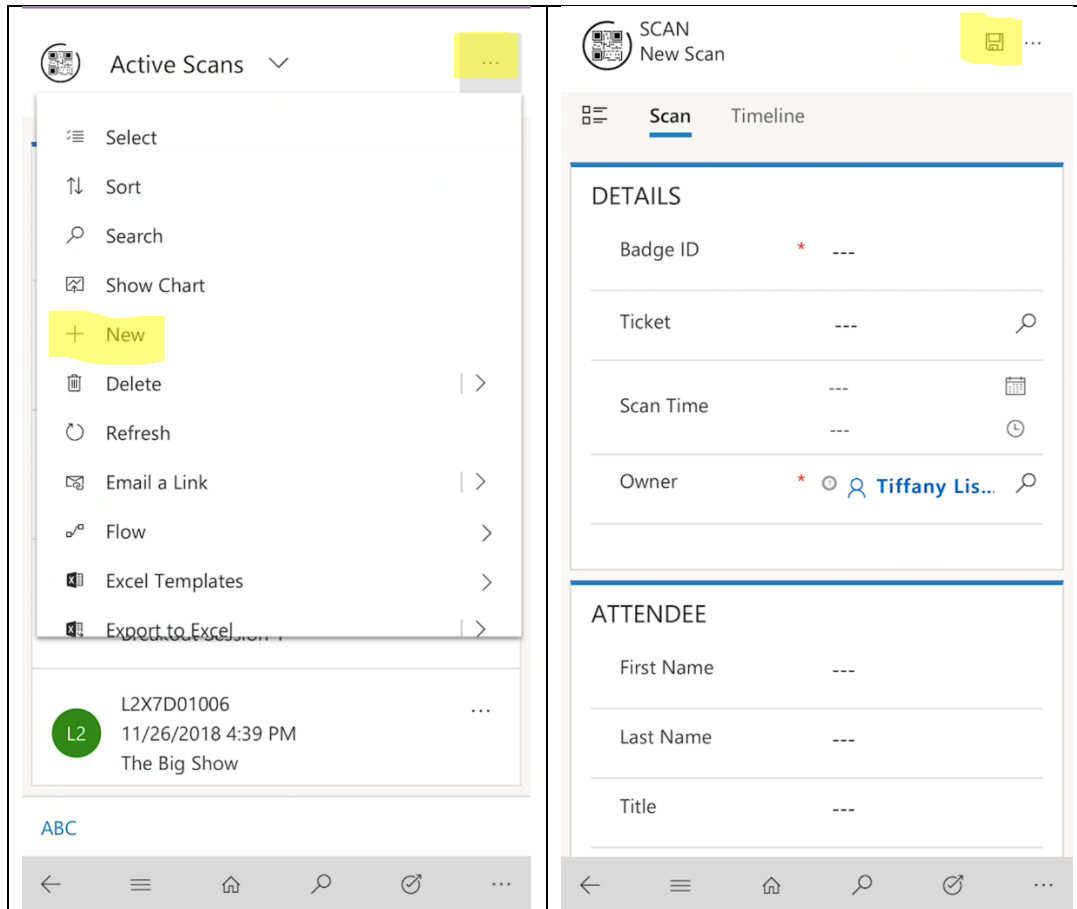 Active Scans
...
Select
Sort
Search
Show Chart
New
Delete
Refresh
Email a Link
Flow
Excel Templates
Export to Excel
L2
L2X7D01006
...
11/26/2018 4:39 PM
The Big Show
ABC
...
SCAN
New Scan
...
Scan Timeline
DETAILS
Badge ID * ---
Ticket ---
Scan Time
---
---
Owner * Tiffany Lis...
ATTENDEE
First Name ---
Last Name ---
Title ---
...